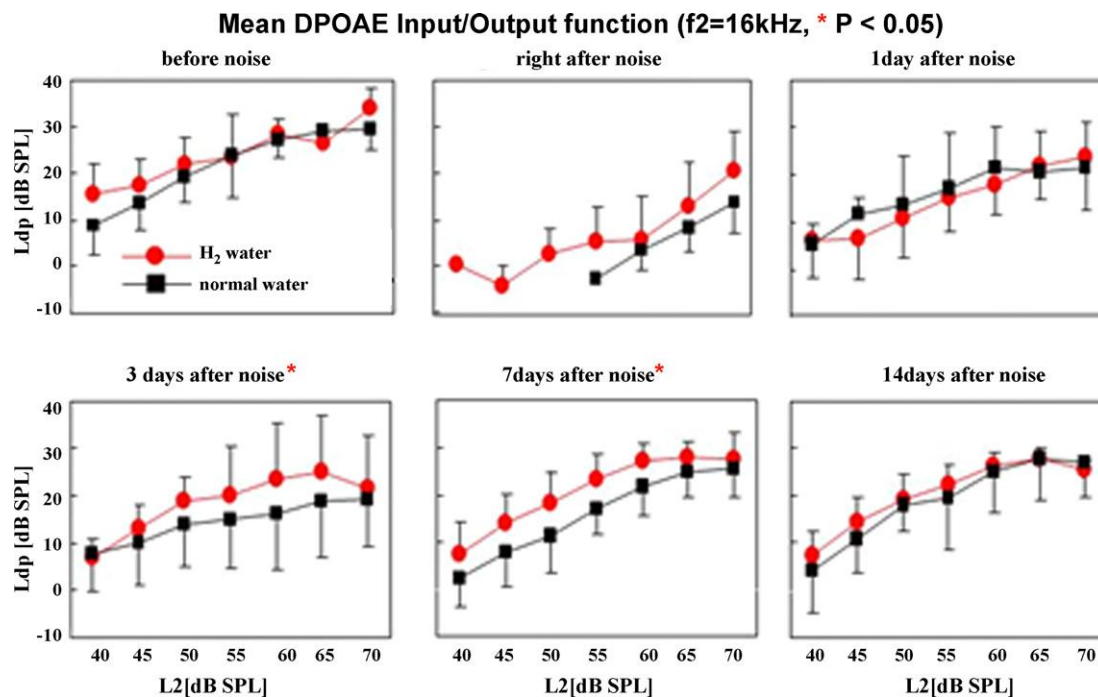 Mean DPOAE Input/Output function (f2=16kHz, * P < 0.05)
before noise
right after noise
1day after noise
Ldp [dB SPL]
40
30
20
10
0
-10
H₂ water
normal water
3 days after noise*
7days after noise*
14days after noise
Ldp [dB SPL]
40
30
20
10
0
-10
40 45 50 55 60 65 70
40 45 50 55 60 65 70
40 45 50 55 60 65 70
L2[dB SPL]
L2[dB SPL]
L2[dB SPL]